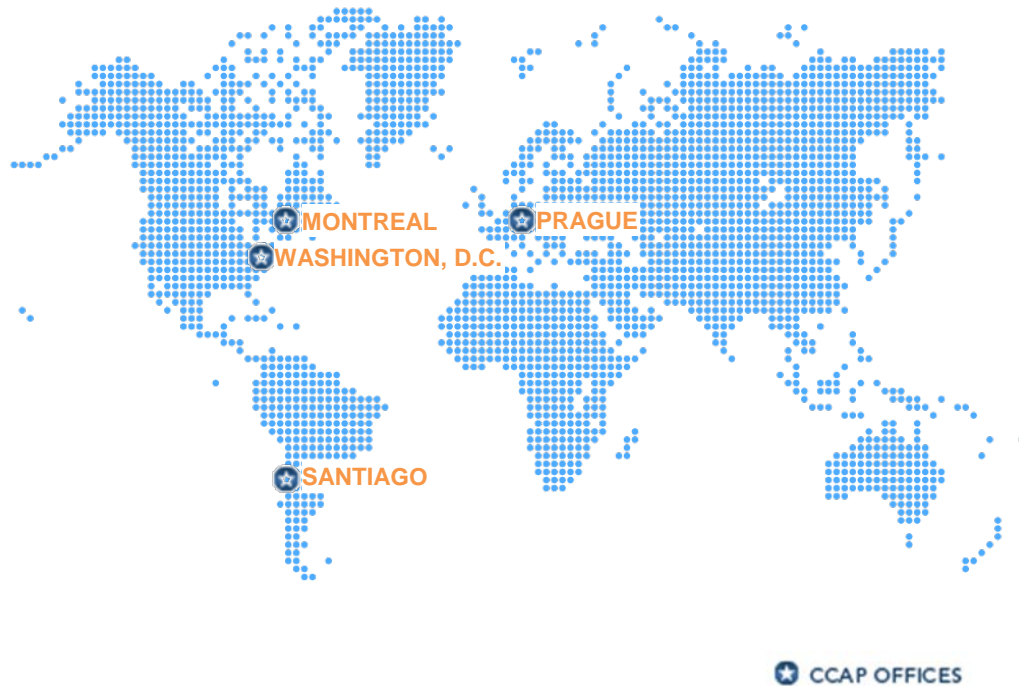 MONTREAL
PRAGUE
WASHINGTON, D.C.
SANTIAGO
CCAP OFFICES